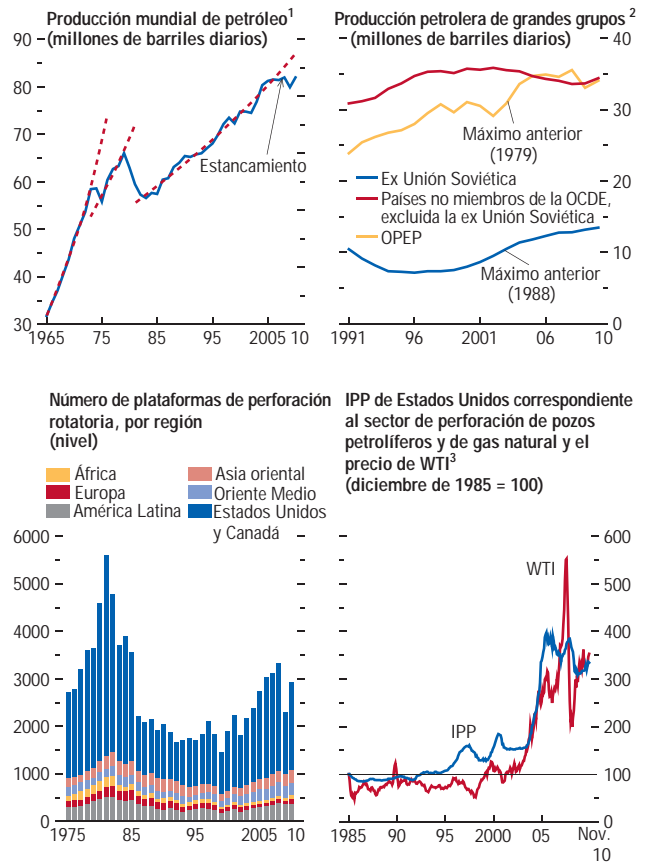 Producción mundial de petróleo1
(millones de barriles diarios)
90
80
70
60
50
40
30
Estancamiento
1965 75 85 95 2005 10
Producción petrolera de grandes grupos 2
(millones de barriles diarios)
40
30
20
10
0
Máximo anterior
(1979)
Ex Unión Soviética
Países no miembros de la OCDE,
excluida la ex Unión Soviética
OPEP
Máximo anterior
(1988)
1991 96 2001 06 10
Número de plataformas de perforación
rotatoria, por región
(nivel)
África
Europa
América Latina
Asia oriental
Oriente Medio
Estados Unidos
y Canadá
6000
5000
4000
3000
2000
1000
0
1975 85 95 2005 10
IPP de Estados Unidos correspondiente
al sector de perforación de pozos
petrolíferos y de gas natural y el
precio de WTI3
(diciembre de 1985 = 100)
600
500
400
300
200
100
0
WTI
IPP
1985 90 95 2000 05 Nov.
10